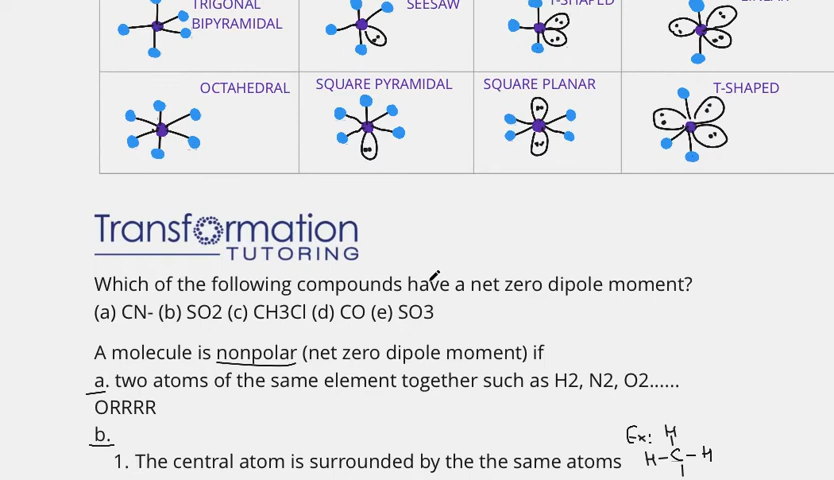 TRIGONAL
BIPYRAMIDAL
SEESAW
T-SHAPED
LINEAR
OCTAHEDRAL
SQUARE PYRAMIDAL
SQUARE PLANAR
T-SHAPED
Transformation
TUTORING
Which of the following compounds have a net zero dipole moment?
(a) CN- (b) SO2 (c) CH3Cl (d) CO (e) SO3
A molecule is nonpolar (net zero dipole moment) if
a. two atoms of the same element together such as H2, N2, O2......
ORRRR
b.
Ex: H
1. The central atom is surrounded by the the same atoms
H-C-H